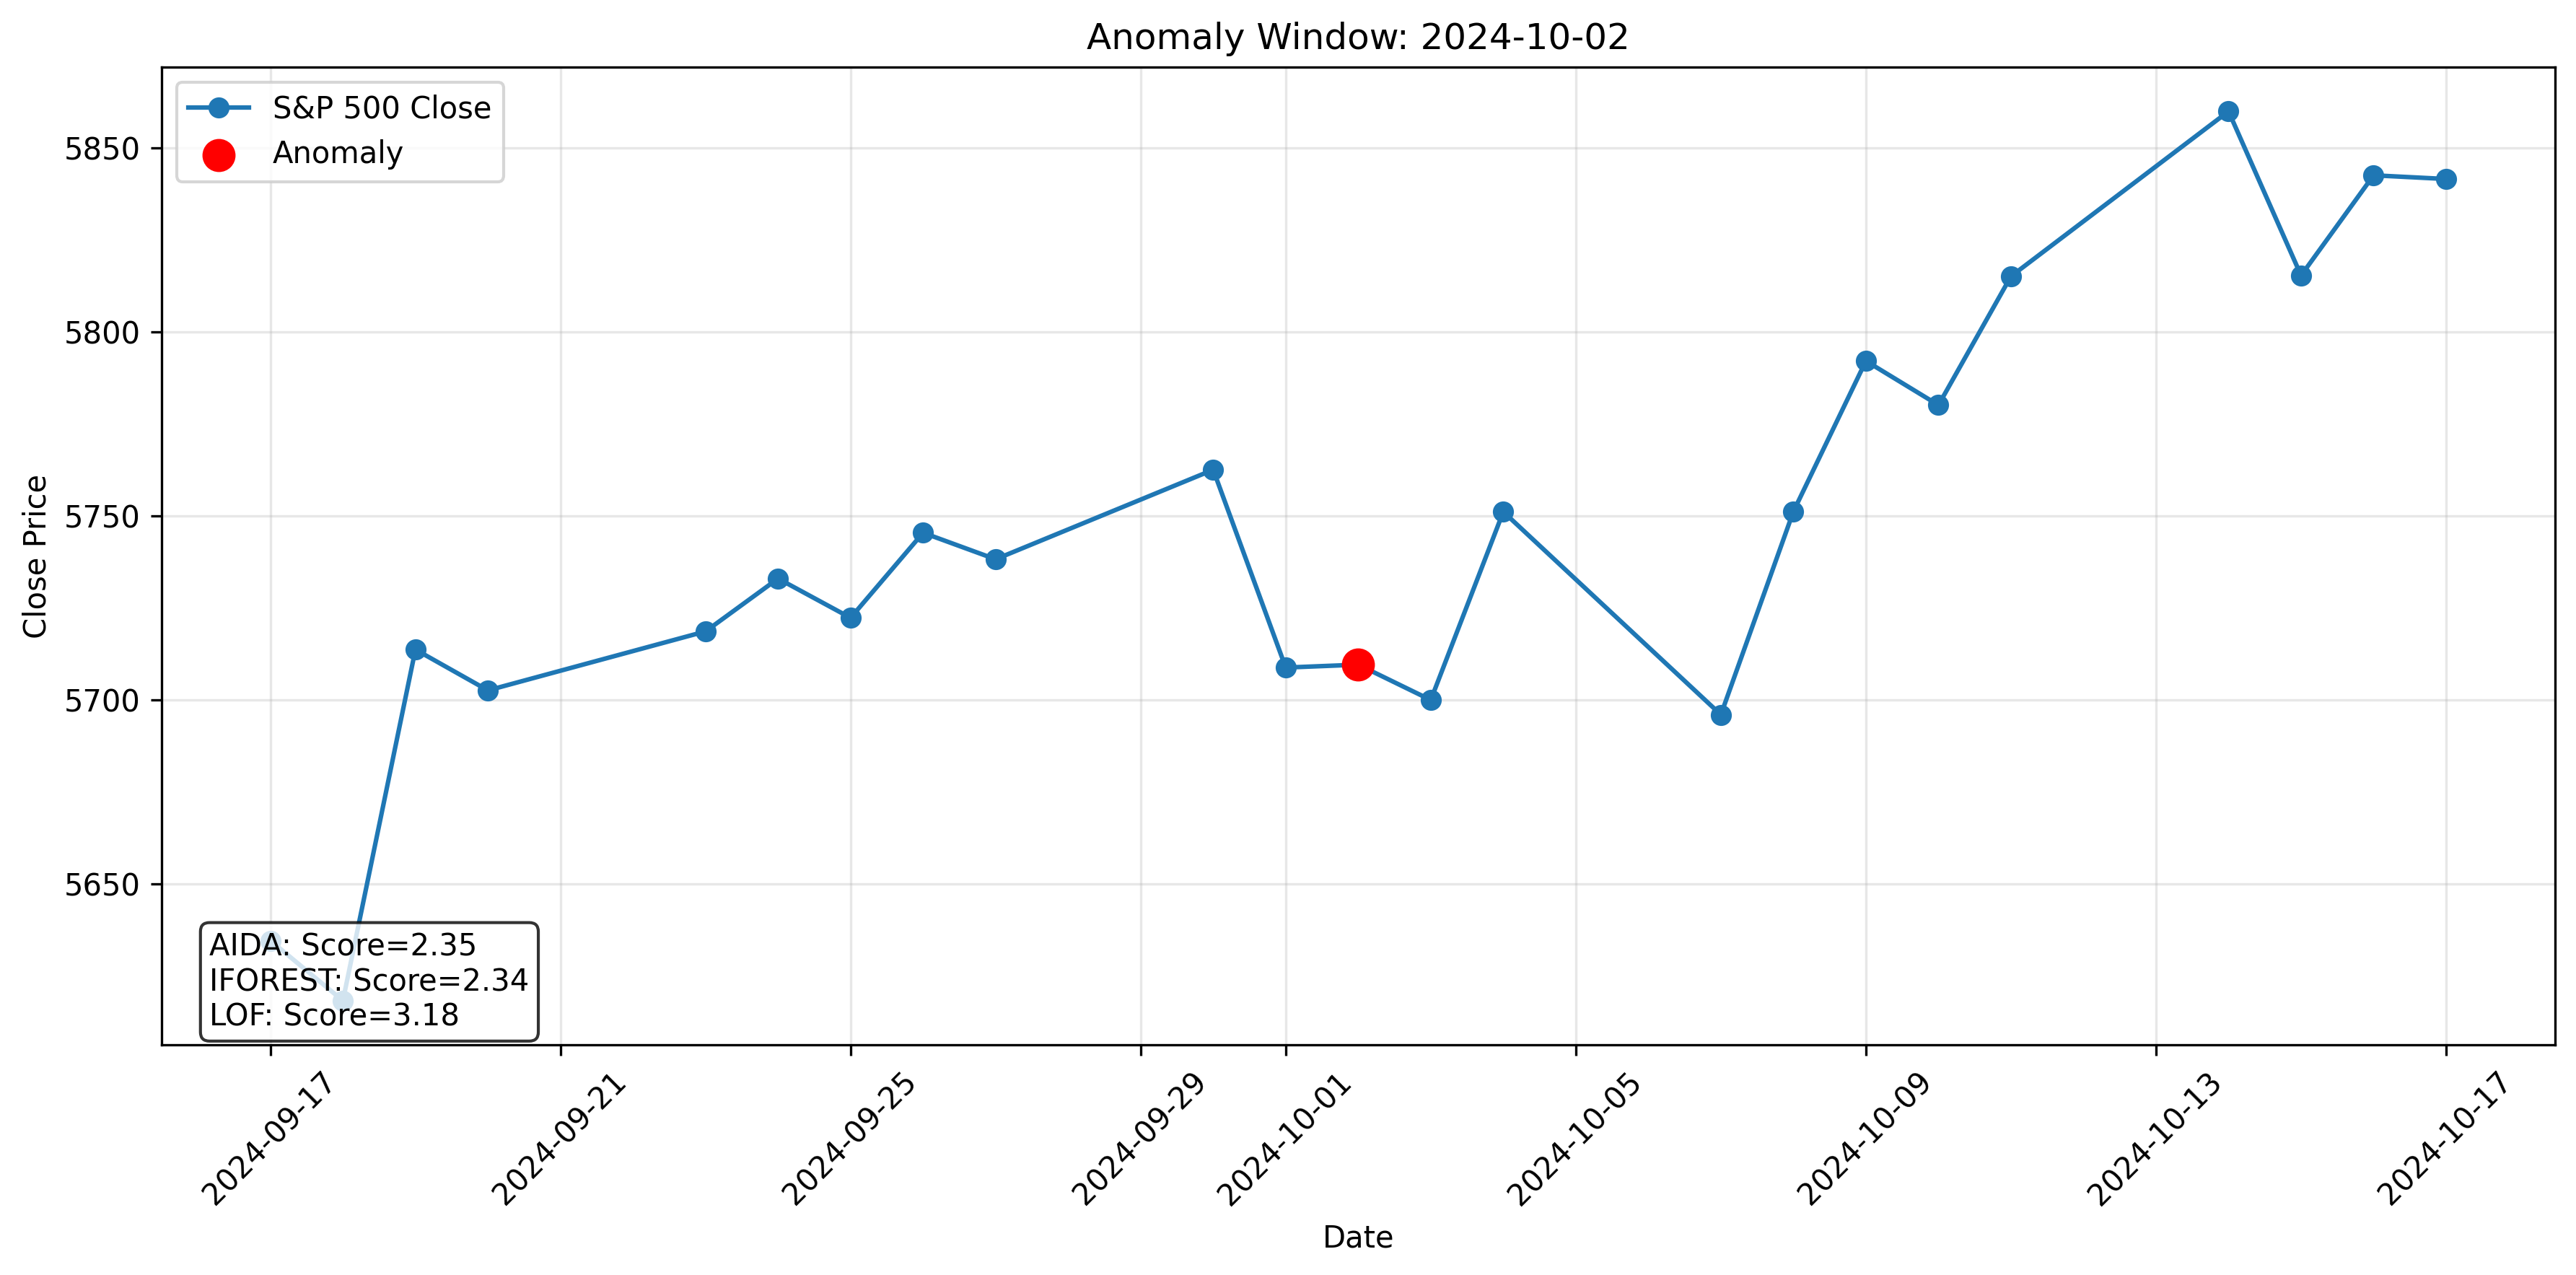 Anomaly Window: 2024-10-02
S&P 500 Close
Anomaly
Close Price
5850
5800
5750
5700
5650
AIDA: Score=2.35
IFOREST: Score=2.34
LOF: Score=3.18
2024-09-17
2024-09-21
2024-09-25
2024-09-29
2024-10-01
2024-10-05
2024-10-09
2024-10-13
2024-10-17
Date